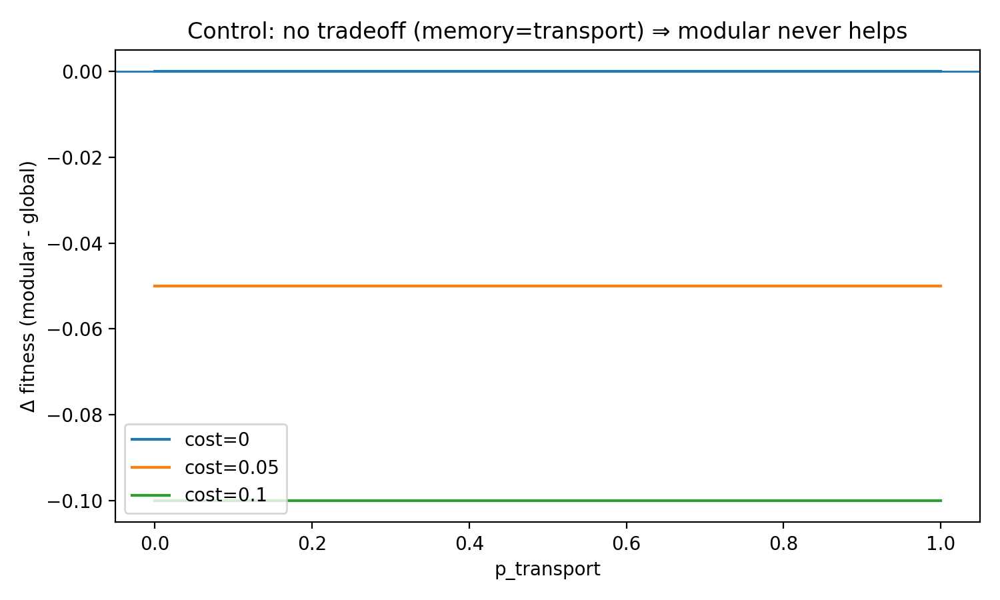 Control: no tradeoff (memory=transport) ⇒ modular never helps
Δ fitness (modular - global)
0.00
−0.02
−0.04
−0.06
−0.08
−0.10
cost=0
cost=0.05
cost=0.1
0.0 0.2 0.4 0.6 0.8 1.0
p_transport